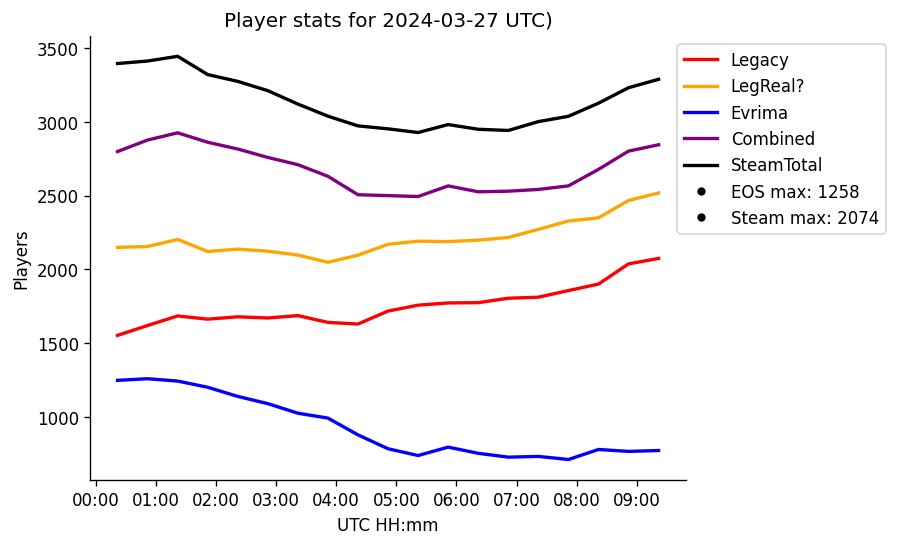 Player stats for 2024-03-27 UTC)
3500
3000
2500
2000
1500
1000
Players
00:00 01:00 02:00 03:00 04:00 05:00 06:00 07:00 08:00 09:00
UTC HH:mm
Legacy
LegReal?
Evrima
Combined
SteamTotal
EOS max: 1258
Steam max: 2074